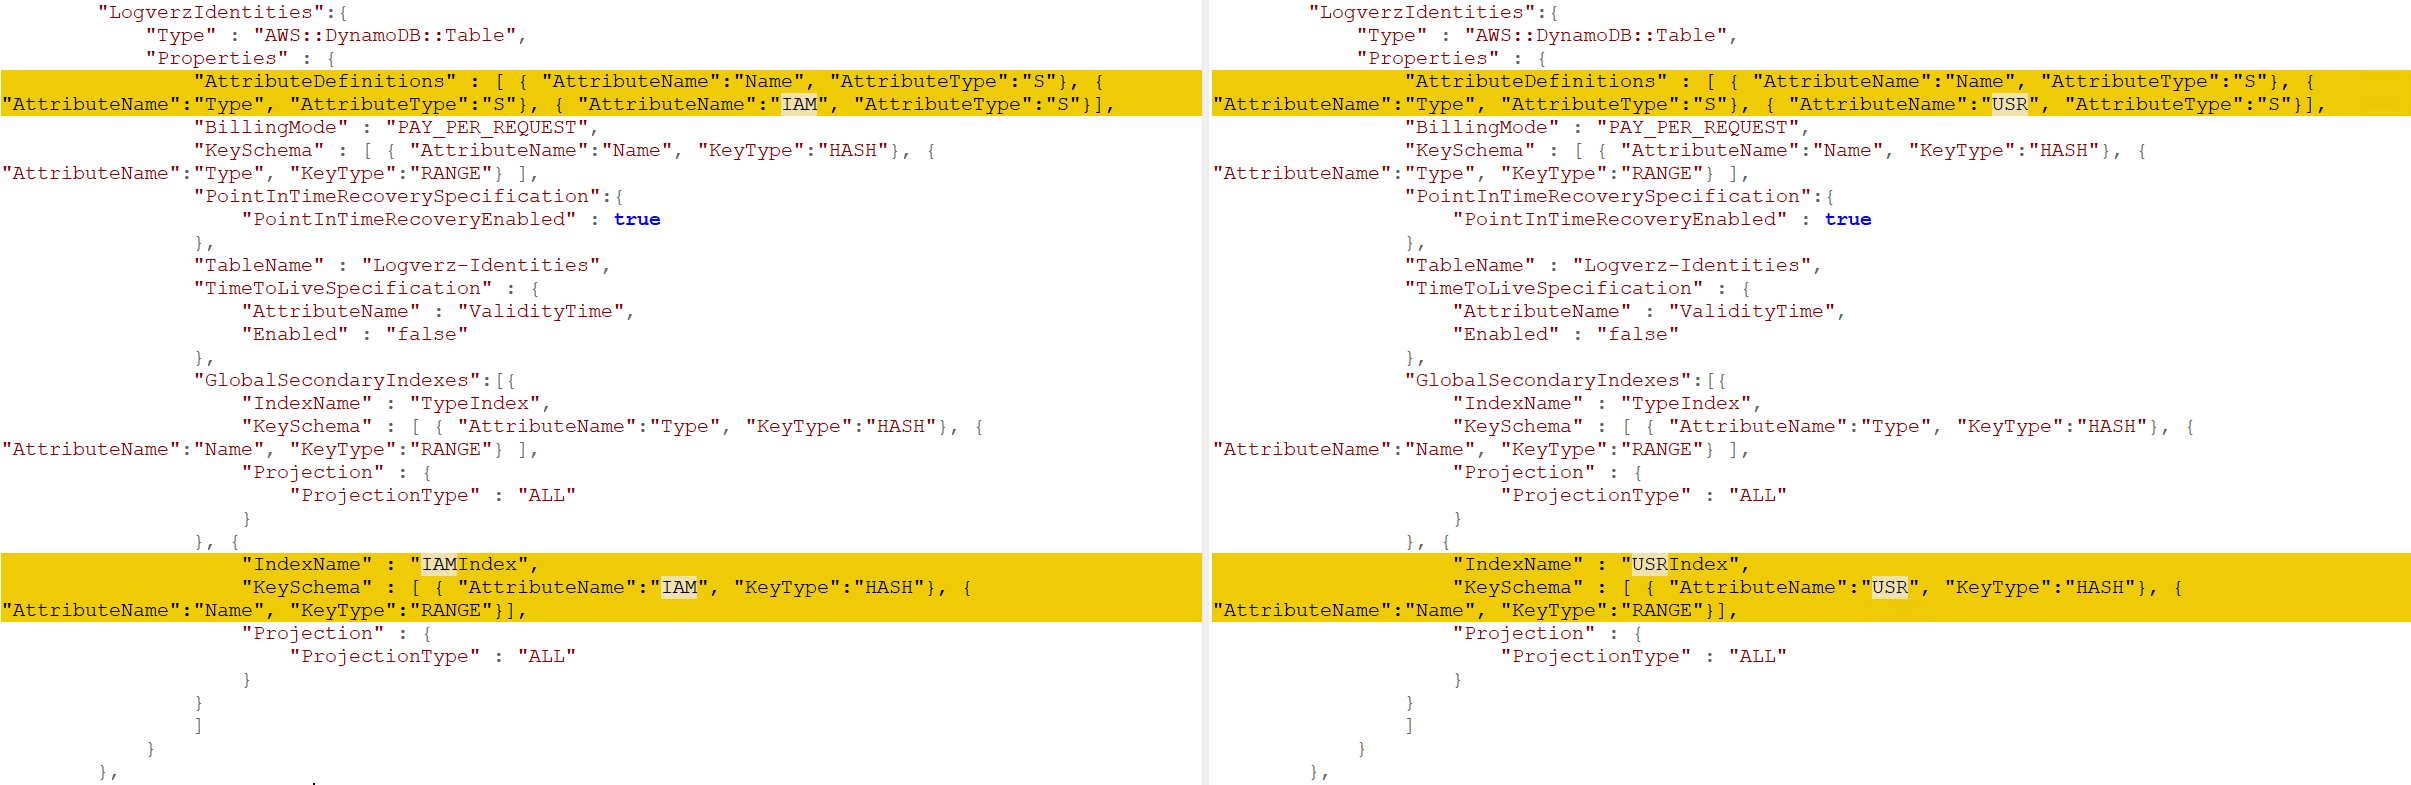 "LogverzIdentities":{
"Type" : "AWS::DynamoDB::Table",
"Properties" : {
"AttributeDefinitions" : [ { "AttributeName":"Name", "AttributeType":"S"}, {
"AttributeName":"Type", "AttributeType":"S"}, { "AttributeName":"IAM", "AttributeType":"S"}],
"BillingMode" : "PAY_PER_REQUEST",
"KeySchema" : [ { "AttributeName":"Name", "KeyType":"HASH"}, {
"AttributeName":"Type", "KeyType":"RANGE"} ],
"PointInTimeRecoverySpecification":{
"PointInTimeRecoveryEnabled" : true
},
"TableName" : "Logverz-Identities",
"TimeToLiveSpecification" : {
"AttributeName" : "ValidityTime",
"Enabled" : "false"
},
"GlobalSecondaryIndexes":[{
"IndexName" : "TypeIndex",
"KeySchema" : [ { "AttributeName":"Type", "KeyType":"HASH"}, {
"AttributeName":"Name", "KeyType":"RANGE"} ],
"Projection" : {
"ProjectionType" : "ALL"
}
}, {
"IndexName" : "IAMIndex",
"KeySchema" : [ { "AttributeName":"IAM", "KeyType":"HASH"}, {
"AttributeName":"Name", "KeyType":"RANGE"}],
"Projection" : {
"ProjectionType" : "ALL"
}
}
]
}
},
"LogverzIdentities":{
"Type" : "AWS::DynamoDB::Table",
"Properties" : {
"AttributeDefinitions" : [ { "AttributeName":"Name", "AttributeType":"S"}, {
"AttributeName":"Type", "AttributeType":"S"}, { "AttributeName":"USR", "AttributeType":"S"}],
"BillingMode" : "PAY_PER_REQUEST",
"KeySchema" : [ { "AttributeName":"Name", "KeyType":"HASH"}, {
"AttributeName":"Type", "KeyType":"RANGE"} ],
"PointInTimeRecoverySpecification":{
"PointInTimeRecoveryEnabled" : true
},
"TableName" : "Logverz-Identities",
"TimeToLiveSpecification" : {
"AttributeName" : "ValidityTime",
"Enabled" : "false"
},
"GlobalSecondaryIndexes":[{
"IndexName" : "TypeIndex",
"KeySchema" : [ { "AttributeName":"Type", "KeyType":"HASH"}, {
"AttributeName":"Name", "KeyType":"RANGE"} ],
"Projection" : {
"ProjectionType" : "ALL"
}
}, {
"IndexName" : "USRIndex",
"KeySchema" : [ { "AttributeName":"USR", "KeyType":"HASH"}, {
"AttributeName":"Name", "KeyType":"RANGE"}],
"Projection" : {
"ProjectionType" : "ALL"
}
}
]
}
},